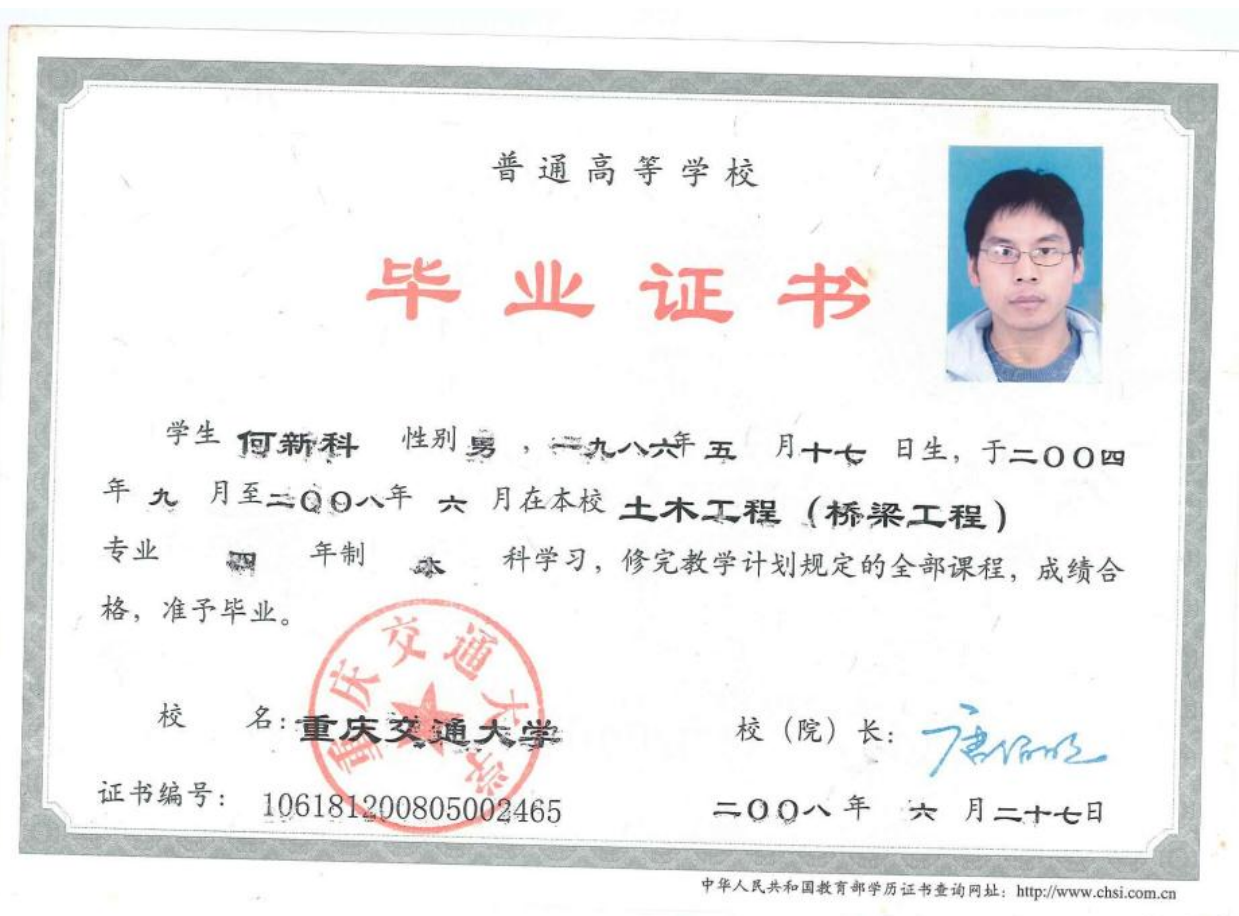 普通高等学校
毕业证书
学生 何新科 性别 男 ，一九八六年 五 月十七 日生，于二〇〇四
年 九 月至二〇〇八年 六 月在本校 土木工程（桥梁工程）
专业 四 年制 本 科学习，修完教学计划规定的全部课程，成绩合
格，准予毕业。
重庆交通大学
校 名：重庆交通大学 校（院）长：唐伯明
证书编号： 106181200805002465 二〇〇八年 六 月二十七日
中华人民共和国教育部学历证书查询网址：http://www.chsi.com.cn